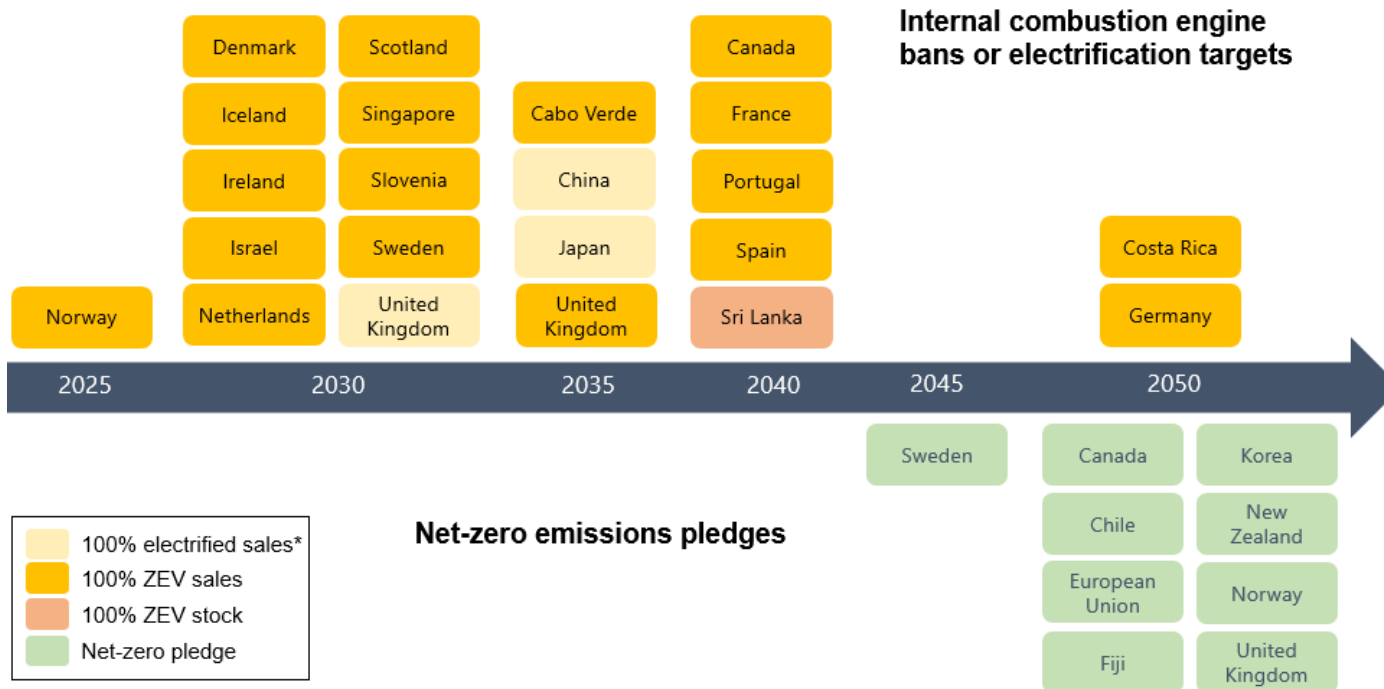 Internal combustion engine
bans or electrification targets
Denmark
Scotland
Canada
Iceland
Singapore
Cabo Verde
France
Ireland
Slovenia
China
Portugal
Israel
Sweden
Japan
Spain
Costa Rica
Norway
Netherlands
United
Kingdom
United
Kingdom
Sri Lanka
Germany
2025
2030
2035
2040
2045
2050
Sweden
Canada
Korea
Chile
New
Zealand
European
Union
Norway
Fiji
United
Kingdom
Net-zero emissions pledges
100% electrified sales*
100% ZEV sales
100% ZEV stock
Net-zero pledge